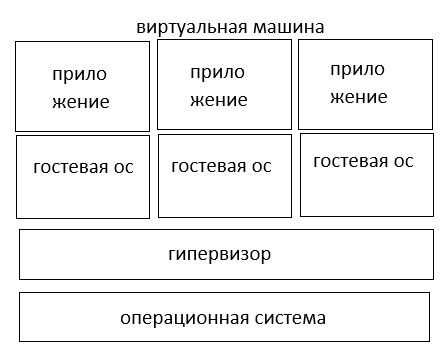 виртуальная машина
прило
жение
прило
жение
прило
жение
гостевая ос
гостевая ос
гостевая ос
гипервизор
операционная система